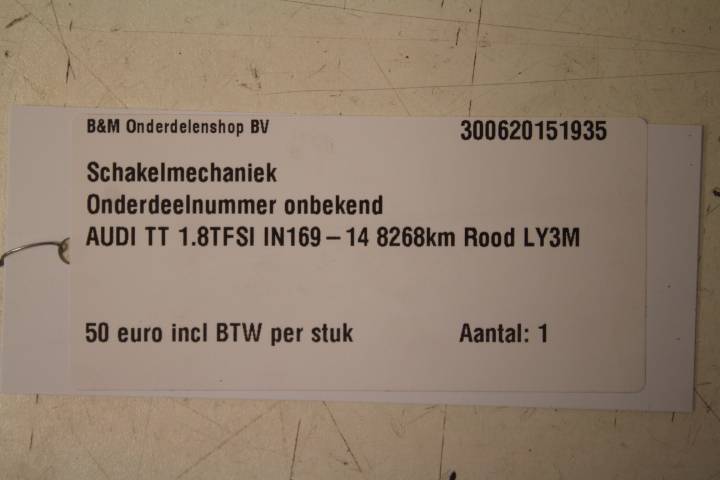 B&M Onderdelenshop BV 300620151935
Schakelmechaniek
Onderdeelnummer onbekend
AUDI TT 1.8TFSI IN169-14 8268km Rood LY3M
50 euro incl BTW per stuk Aantal: 1